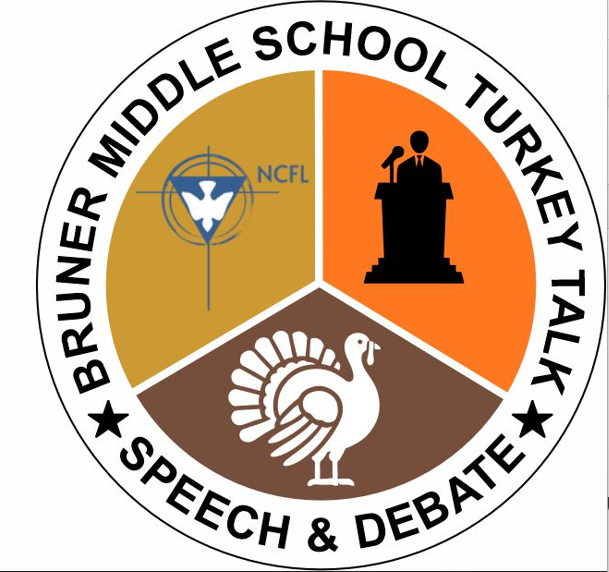 BRUNER MIDDLE SCHOOL TURKEY TALK
NCFL
SPEECH & DEBATE